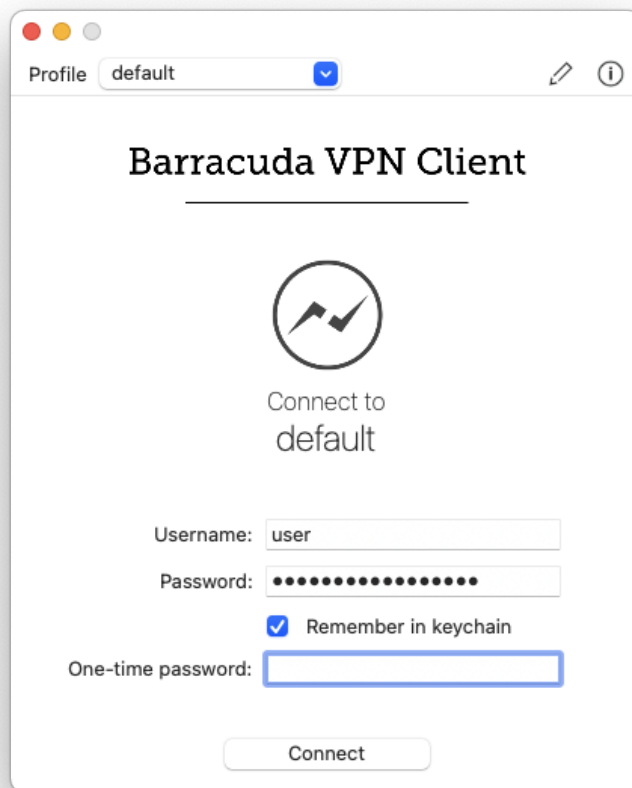 Profile default
Barracuda VPN Client
Connect to
default
Username: user
Password: •••••••••••••••••
Remember in keychain
One-time password:
Connect